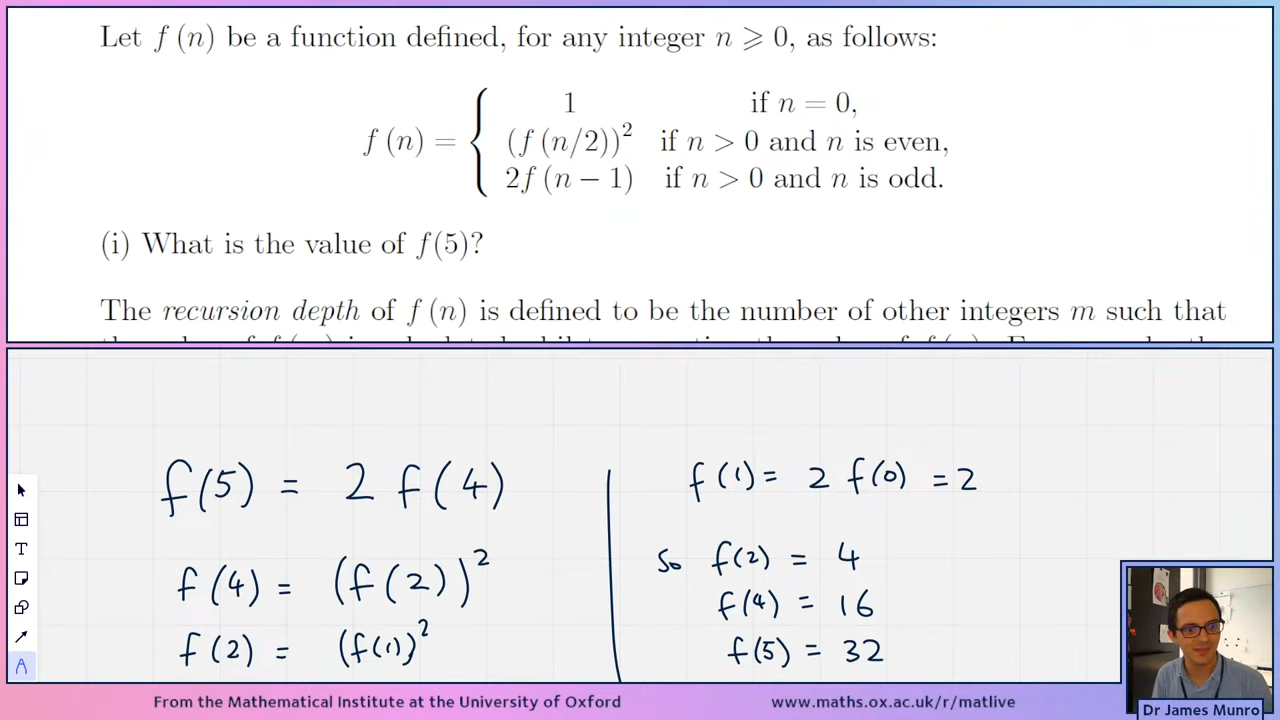 Let f (n) be a function defined, for any integer n ⩾ 0, as follows:
f (n) = { 1 if n = 0,
(f (n/2))² if n > 0 and n is even,
2f (n − 1) if n > 0 and n is odd.
(i) What is the value of f(5)?
The recursion depth of f (n) is defined to be the number of other integers m such that
f(5) = 2 f(4)
f(4) = (f(2))²
f(2) = (f(1))²
f(1) = 2 f(0) = 2
So f(2) = 4
f(4) = 16
f(5) = 32
T
From the Mathematical Institute at the University of Oxford
www.maths.ox.ac.uk/r/matlive
Dr James Munro